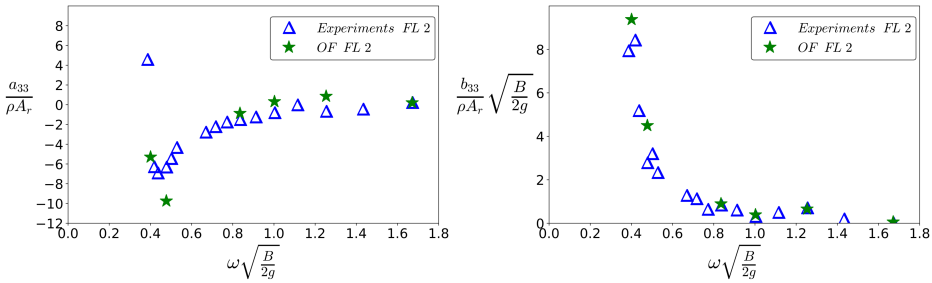 8
6
4
2
0
−2
−4
−6
−8
−10
−12
0.0 0.2 0.4 0.6 0.8 1.0 1.2 1.4 1.6 1.8
a₃₃/ρAᵣ
ω√(B/2g)
Experiments FL 2
OF FL 2
8
6
4
2
0
0.0 0.2 0.4 0.6 0.8 1.0 1.2 1.4 1.6 1.8
b₃₃/ρAᵣ √(B/2g)
ω√(B/2g)
Experiments FL 2
OF FL 2